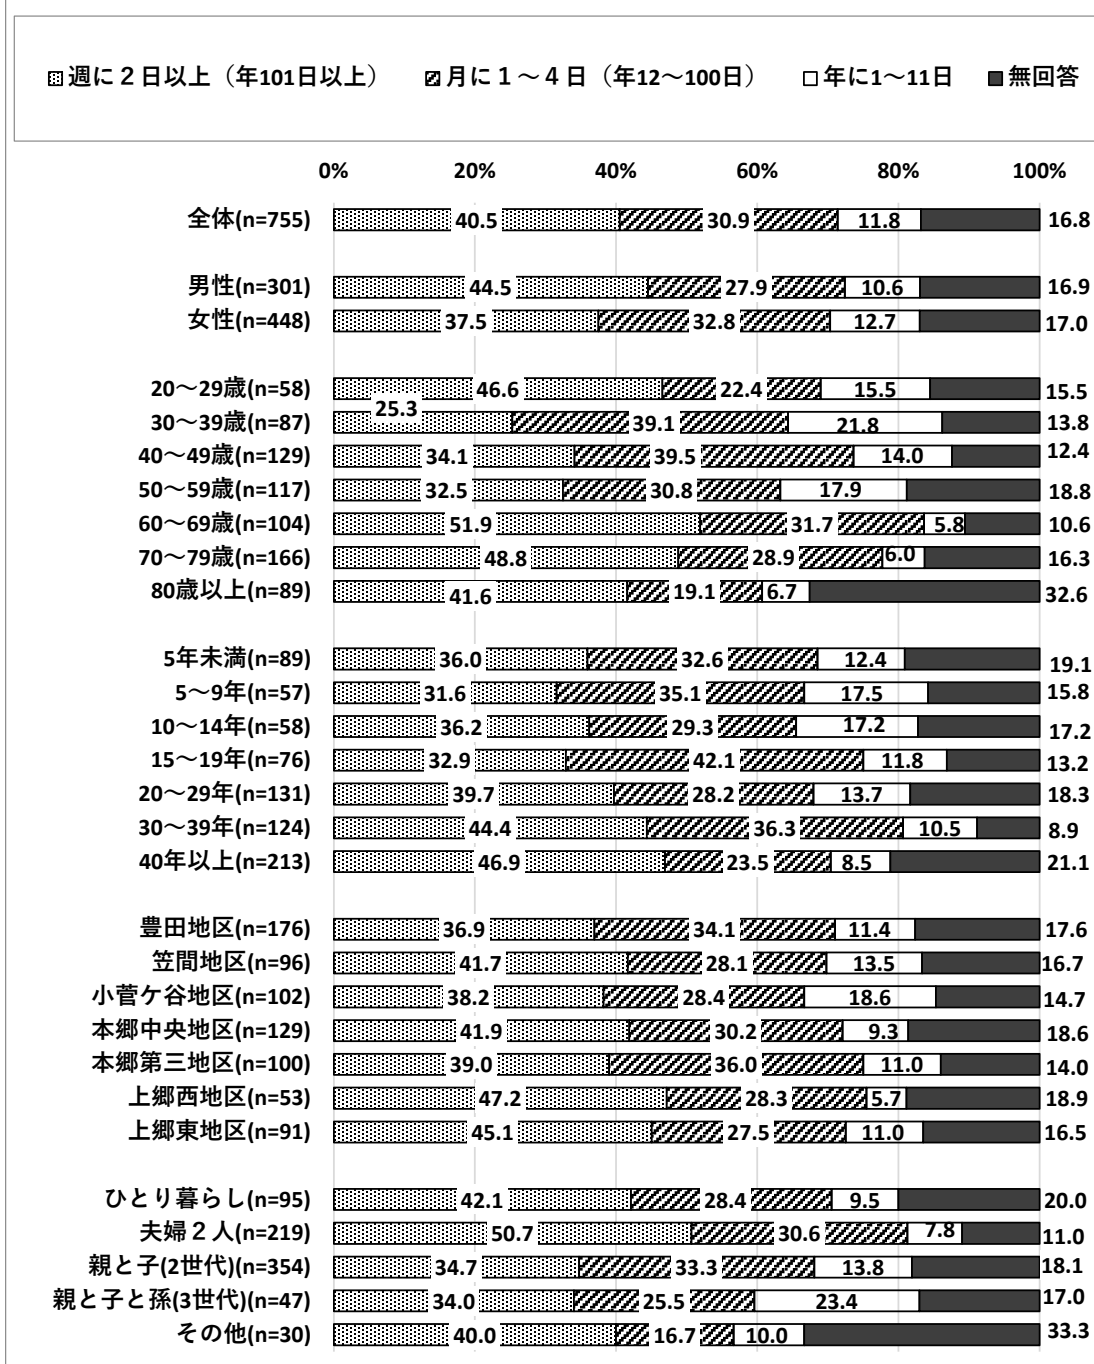 週に２日以上（年101日以上） 月に１～４日（年12～100日） 年に1～11日 無回答
0% 20% 40% 60% 80% 100%
全体(n=755) 40.5 30.9 11.8 16.8
男性(n=301) 44.5 27.9 10.6 16.9
女性(n=448) 37.5 32.8 12.7 17.0
20～29歳(n=58) 46.6 22.4 15.5 15.5
30～39歳(n=87) 25.3 39.1 21.8 13.8
40～49歳(n=129) 34.1 39.5 14.0 12.4
50～59歳(n=117) 32.5 30.8 17.9 18.8
60～69歳(n=104) 51.9 31.7 5.8 10.6
70～79歳(n=166) 48.8 28.9 6.0 16.3
80歳以上(n=89) 41.6 19.1 6.7 32.6
5年未満(n=89) 36.0 32.6 12.4 19.1
5～9年(n=57) 31.6 35.1 17.5 15.8
10～14年(n=58) 36.2 29.3 17.2 17.2
15～19年(n=76) 32.9 42.1 11.8 13.2
20～29年(n=131) 39.7 28.2 13.7 18.3
30～39年(n=124) 44.4 36.3 10.5 8.9
40年以上(n=213) 46.9 23.5 8.5 21.1
豊田地区(n=176) 36.9 34.1 11.4 17.6
笠間地区(n=96) 41.7 28.1 13.5 16.7
小菅ケ谷地区(n=102) 38.2 28.4 18.6 14.7
本郷中央地区(n=129) 41.9 30.2 9.3 18.6
本郷第三地区(n=100) 39.0 36.0 11.0 14.0
上郷西地区(n=53) 47.2 28.3 5.7 18.9
上郷東地区(n=91) 45.1 27.5 11.0 16.5
ひとり暮らし(n=95) 42.1 28.4 9.5 20.0
夫婦２人(n=219) 50.7 30.6 7.8 11.0
親と子(2世代)(n=354) 34.7 33.3 13.8 18.1
親と子と孫(3世代)(n=47) 34.0 25.5 23.4 17.0
その他(n=30) 40.0 16.7 10.0 33.3